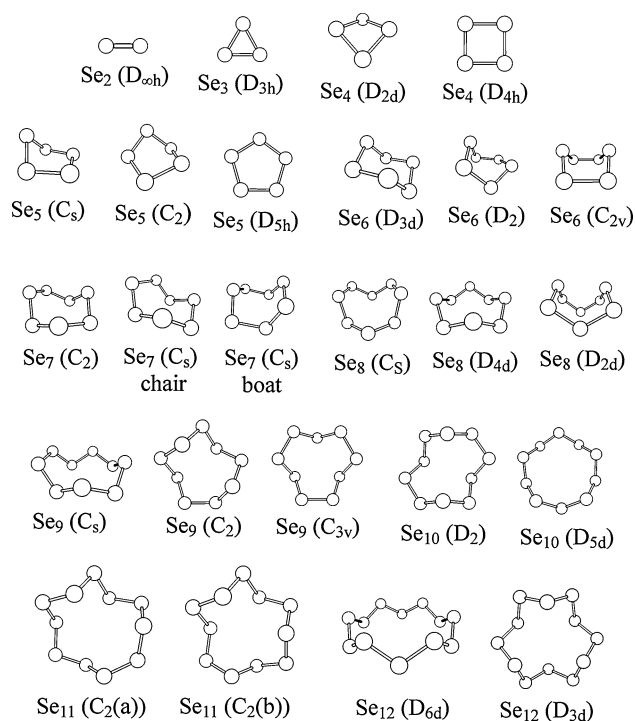 Se₂ (D∞h) Se₃ (D₃h) Se₄ (D₂d) Se₄ (D₄h)
Se₅ (Cₛ) Se₅ (C₂) Se₅ (D₅h) Se₆ (D₃d) Se₆ (D₂) Se₆ (C₂ᵥ)
Se₇ (C₂) Se₇ (Cₛ) Se₇ (Cₛ) Se₈ (C_S) Se₈ (D₄d) Se₈ (D₂d)
chair boat
Se₉ (Cₛ) Se₉ (C₂) Se₉ (C₃ᵥ) Se₁₀ (D₂) Se₁₀ (D₅d)
Se₁₁ (C₂(a)) Se₁₁ (C₂(b)) Se₁₂ (D₆d) Se₁₂ (D₃d)